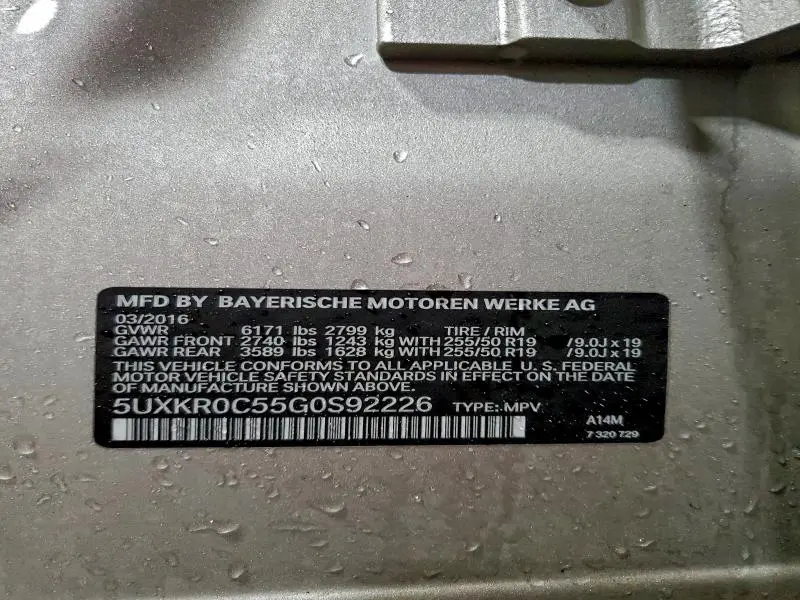 MFD BY BAYERISCHE MOTOREN WERKE AG
03/2016
GVWR 6171 lbs 2799 kg TIRE / RIM
GAWR FRONT 2740 lbs 1243 kg WITH 255/50 R19 /9.0J x 19
GAWR REAR 3589 lbs 1628 kg WITH 255/50 R19 /9.0J x 19
THIS VEHICLE CONFORMS TO ALL APPLICABLE U. S. FEDERAL
MOTOR VEHICLE SAFETY STANDARDS IN EFFECT ON THE DATE
OF MANUFACTURE SHOWN ABOVE.
5UXKR0C55G0S92226 TYPE: MPV
A14M
7 320 729